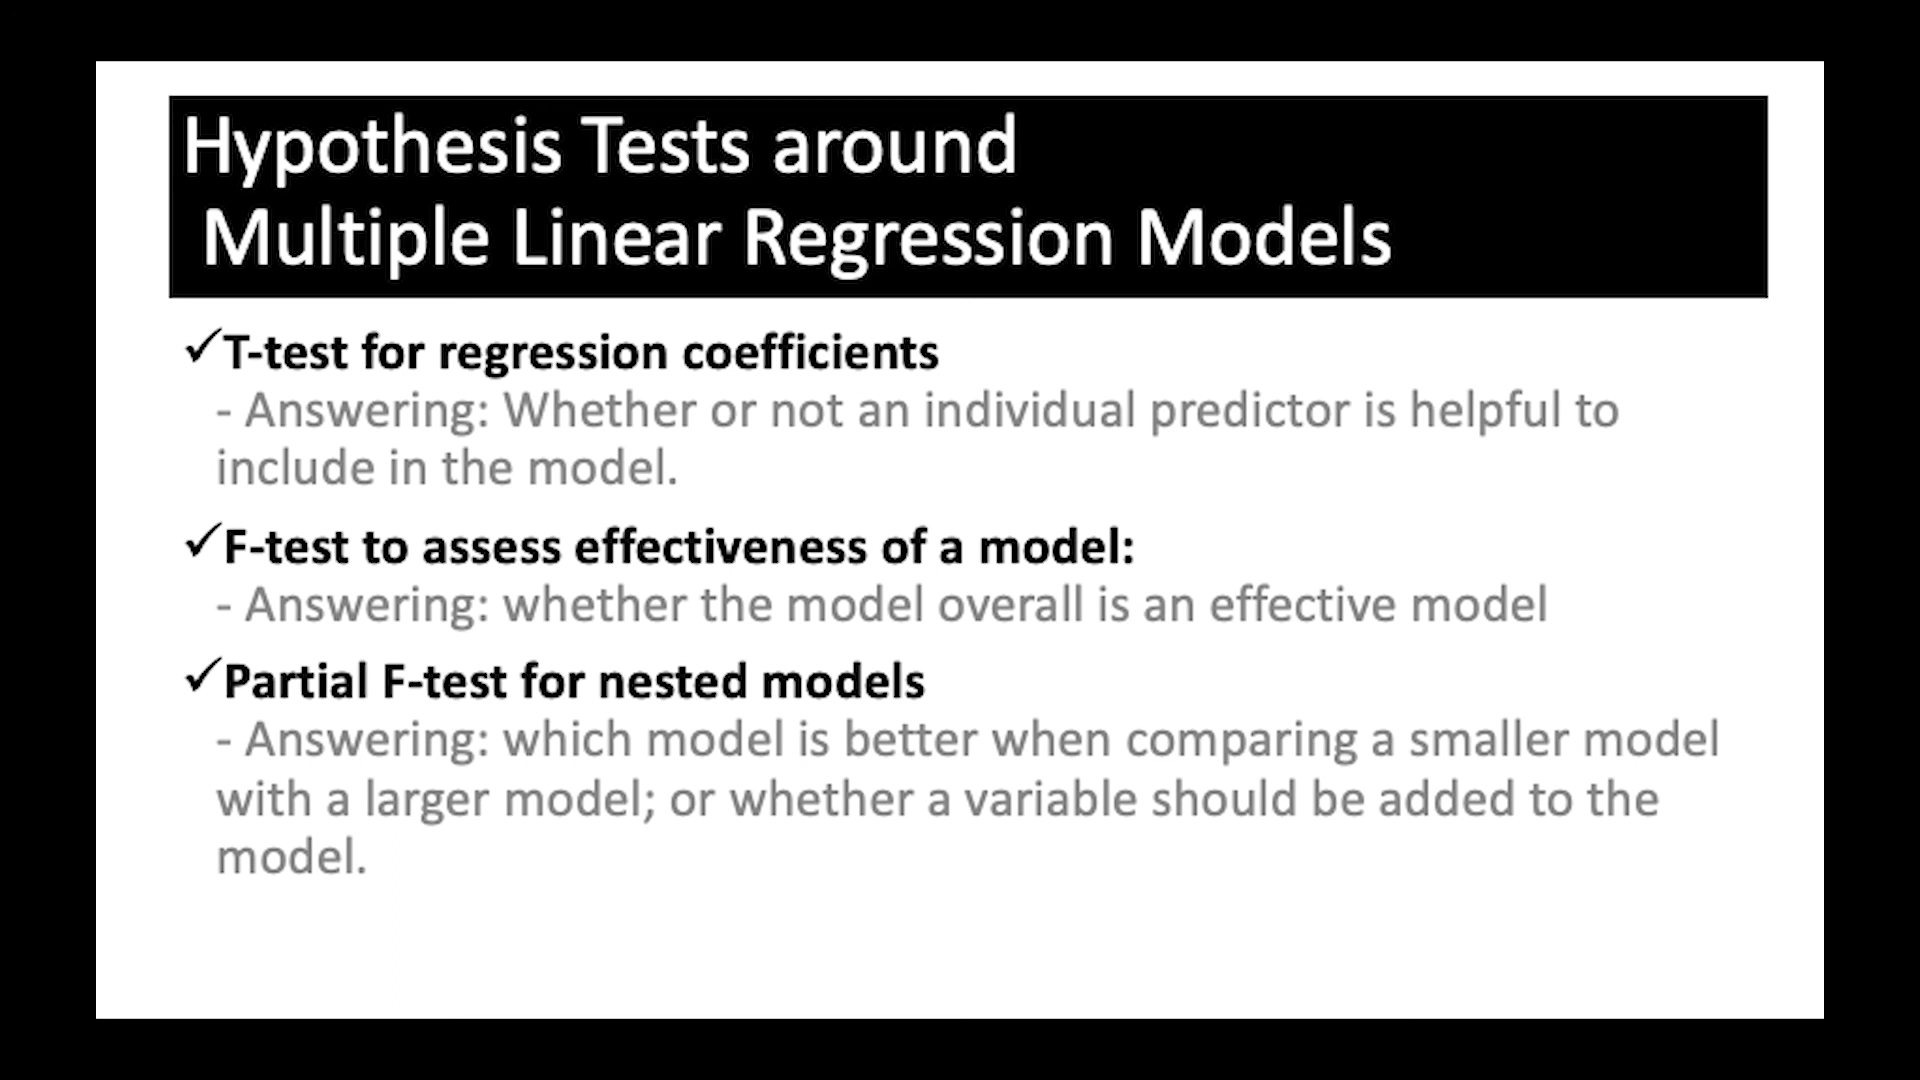 Hypothesis Tests around
Multiple Linear Regression Models
✓T-test for regression coefficients
- Answering: Whether or not an individual predictor is helpful to
include in the model.
✓F-test to assess effectiveness of a model:
- Answering: whether the model overall is an effective model
✓Partial F-test for nested models
- Answering: which model is better when comparing a smaller model
with a larger model; or whether a variable should be added to the
model.